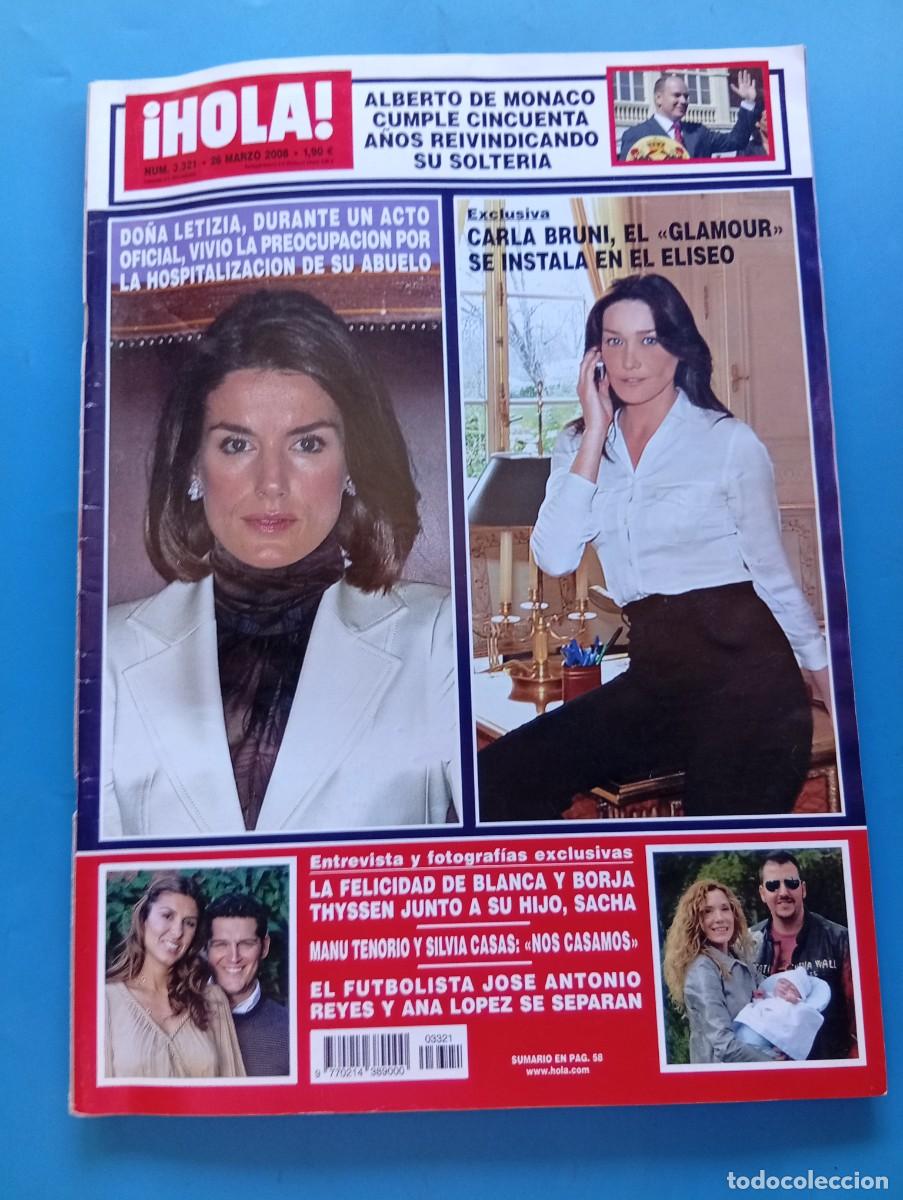 ¡HOLA!
NUM. 3.321 • 26 MARZO 2008 • 1,90 €
ALBERTO DE MONACO
CUMPLE CINCUENTA
AÑOS REIVINDICANDO
SU SOLTERIA
DOÑA LETIZIA, DURANTE UN ACTO
OFICIAL, VIVIO LA PREOCUPACION POR
LA HOSPITALIZACION DE SU ABUELO
Exclusiva
CARLA BRUNI, EL «GLAMOUR»
SE INSTALA EN EL ELISEO
Entrevista y fotografías exclusivas
LA FELICIDAD DE BLANCA Y BORJA
THYSSEN JUNTO A SU HIJO, SACHA
MANU TENORIO Y SILVIA CASAS: «NOS CASAMOS»
EL FUTBOLISTA JOSE ANTONIO
REYES Y ANA LOPEZ SE SEPARAN
03321
9 770214 389000
SUMARIO EN PAG. 58
www.hola.com
todocoleccion